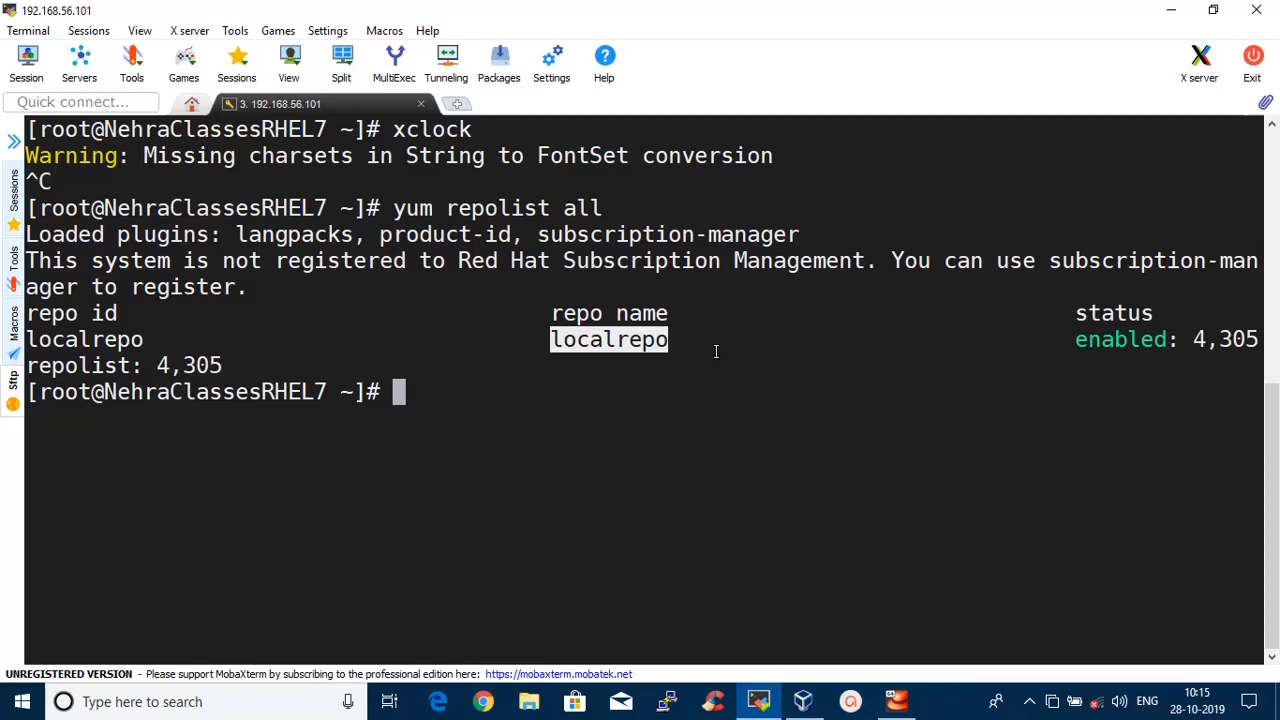 192.168.56.101
Terminal Sessions View X server Tools Games Settings Macros Help
Session Servers Tools Games Sessions View Split MultiExec Tunneling Packages Settings Help X server Exit
Quick connect... 3. 192.168.56.101
[root@NehraClassesRHEL7 ~]# xclock
Warning: Missing charsets in String to FontSet conversion
^C
[root@NehraClassesRHEL7 ~]# yum repolist all
Loaded plugins: langpacks, product-id, subscription-manager
This system is not registered to Red Hat Subscription Management. You can use subscription-man
ager to register.
repo id repo name status
localrepo localrepo enabled: 4,305
repolist: 4,305
[root@NehraClassesRHEL7 ~]#
Sessions
Tools
Macros
Sftp
UNREGISTERED VERSION - Please support MobaXterm by subscribing to the professional edition here: https://mobaxterm.mobatek.net
Type here to search ENG 10:15
28-10-2019